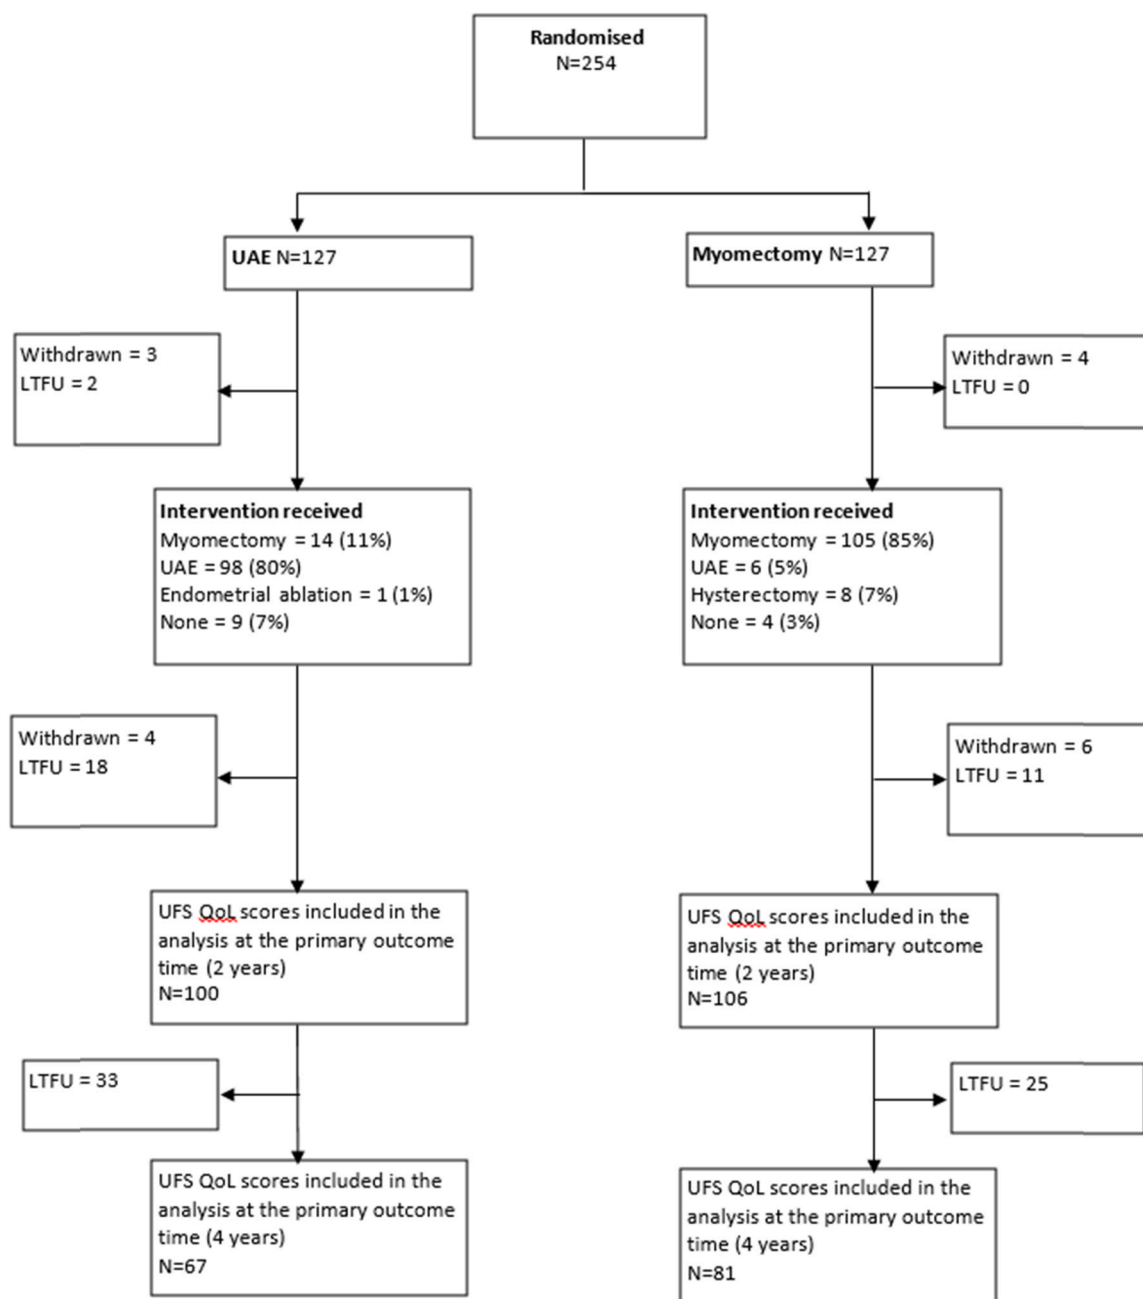 Randomised
N=254
UAE N=127
Myomectomy N=127
Withdrawn = 3
LTFU = 2
Withdrawn = 4
LTFU = 0
Intervention received
Myomectomy = 14 (11%)
UAE = 98 (80%)
Endometrial ablation = 1 (1%)
None = 9 (7%)
Intervention received
Myomectomy = 105 (85%)
UAE = 6 (5%)
Hysterectomy = 8 (7%)
None = 4 (3%)
Withdrawn = 4
LTFU = 18
Withdrawn = 6
LTFU = 11
UFS QoL scores included in the
analysis at the primary outcome
time (2 years)
N=100
UFS QoL scores included in the
analysis at the primary outcome
time (2 years)
N=106
LTFU = 33
LTFU = 25
UFS QoL scores included in the
analysis at the primary outcome
time (4 years)
N=67
UFS QoL scores included in the
analysis at the primary outcome
time (4 years)
N=81